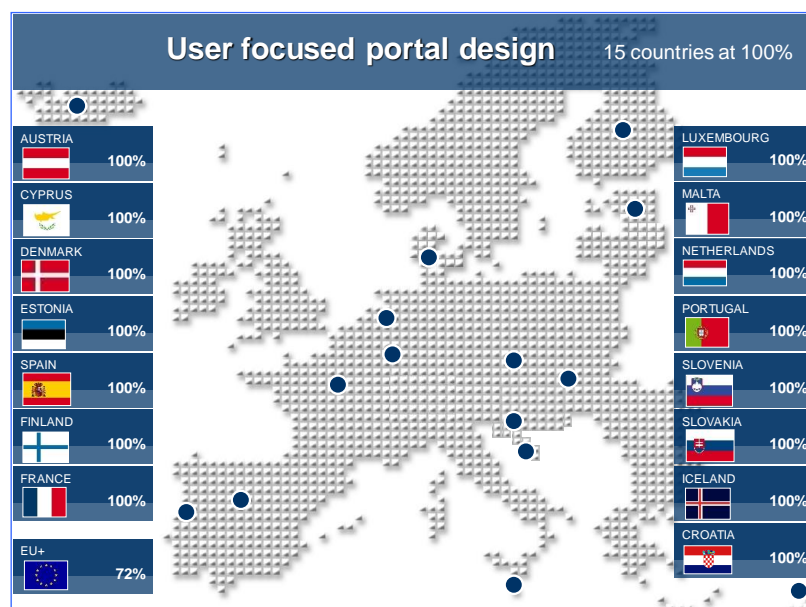 User focused portal design
15 countries at 100%
AUSTRIA
100%
CYPRUS
100%
DENMARK
100%
ESTONIA
100%
SPAIN
100%
FINLAND
100%
FRANCE
100%
EU+
72%
LUXEMBOURG
100%
MALTA
100%
NETHERLANDS
100%
PORTUGAL
100%
SLOVENIA
100%
SLOVAKIA
100%
ICELAND
100%
CROATIA
100%